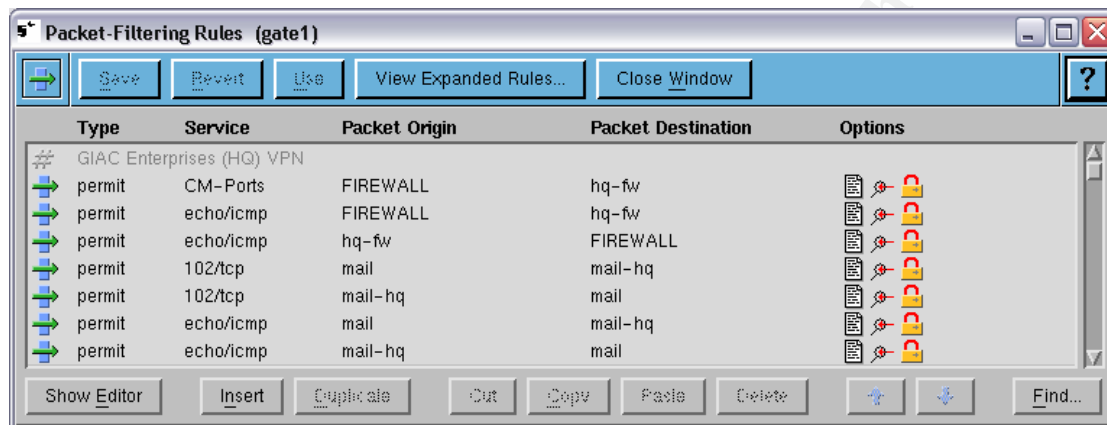 Packet-Filtering Rules (gate1)
Save Revert Use View Expanded Rules... Close Window ?
Type Service Packet Origin Packet Destination Options
# GIAC Enterprises (HQ) VPN
permit CM-Ports FIREWALL hq-fw
permit echo/icmp FIREWALL hq-fw
permit echo/icmp hq-fw FIREWALL
permit 102/tcp mail mail-hq
permit 102/tcp mail-hq mail
permit echo/icmp mail mail-hq
permit echo/icmp mail-hq mail
Show Editor Insert Duplicate Cut Copy Paste Delete Find...